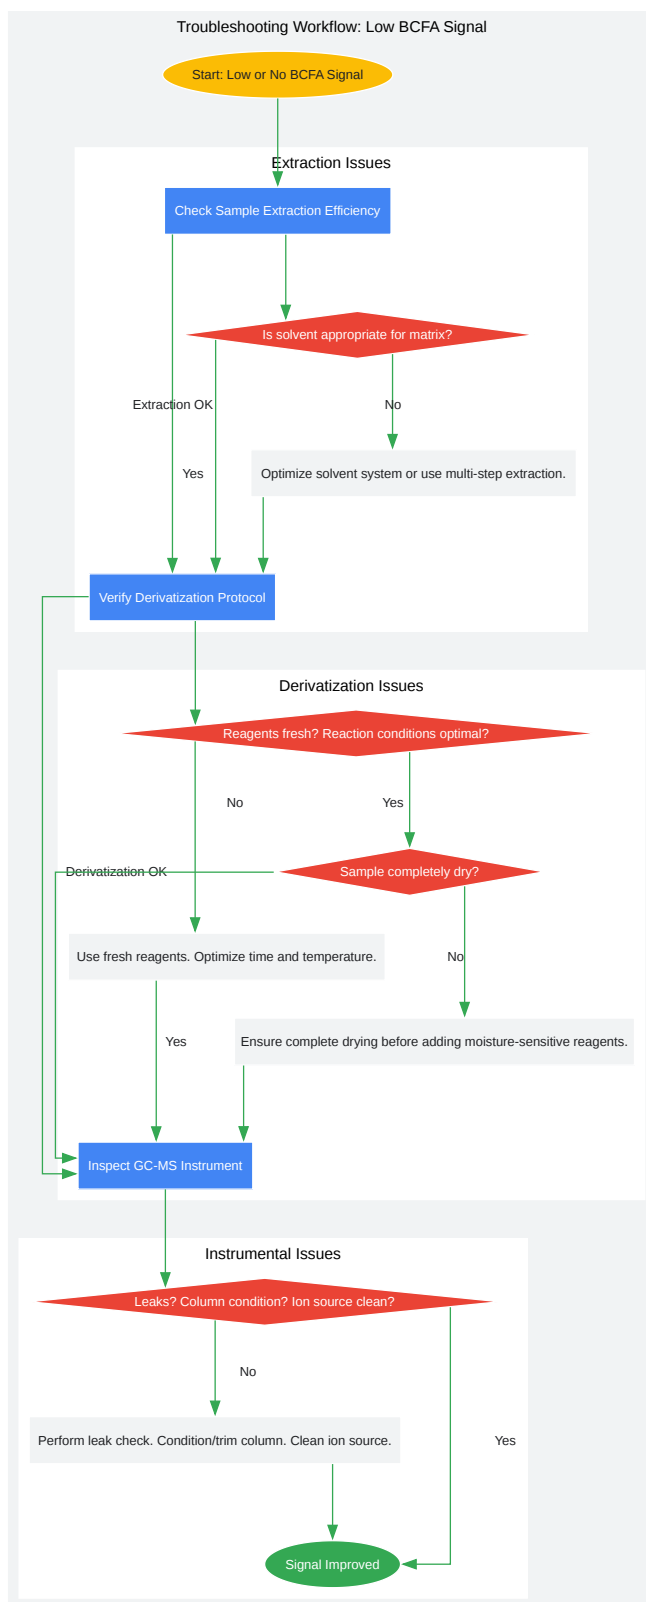 Troubleshooting Workflow: Low BCFA Signal
Start: Low or No BCFA Signal
Extraction Issues
Check Sample Extraction Efficiency
Is solvent appropriate for matrix?
Extraction OK
No
Yes
Optimize solvent system or use multi-step extraction.
Verify Derivatization Protocol
Derivatization Issues
Reagents fresh? Reaction conditions optimal?
No
Yes
Derivatization OK
Sample completely dry?
Use fresh reagents. Optimize time and temperature.
No
Yes
Ensure complete drying before adding moisture-sensitive reagents.
Inspect GC-MS Instrument
Instrumental Issues
Leaks? Column condition? Ion source clean?
No
Perform leak check. Condition/trim column. Clean ion source.
Yes
Signal Improved